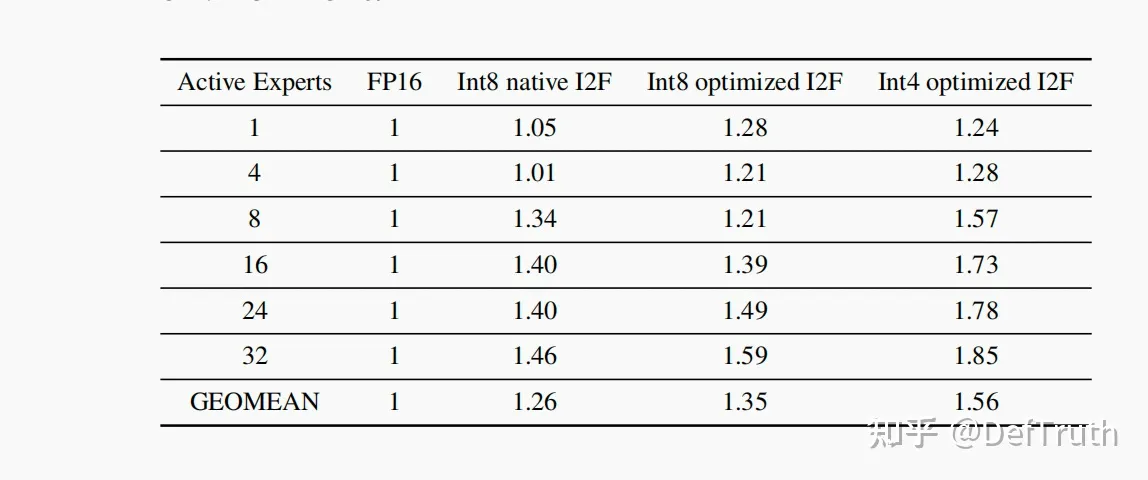 Active Experts FP16 Int8 native I2F Int8 optimized I2F Int4 optimized I2F
1 1 1.05 1.28 1.24
4 1 1.01 1.21 1.28
8 1 1.34 1.21 1.57
16 1 1.40 1.39 1.73
24 1 1.40 1.49 1.78
32 1 1.46 1.59 1.85
GEOMEAN 1 1.26 1.35 1.56
知乎 @DefTruth